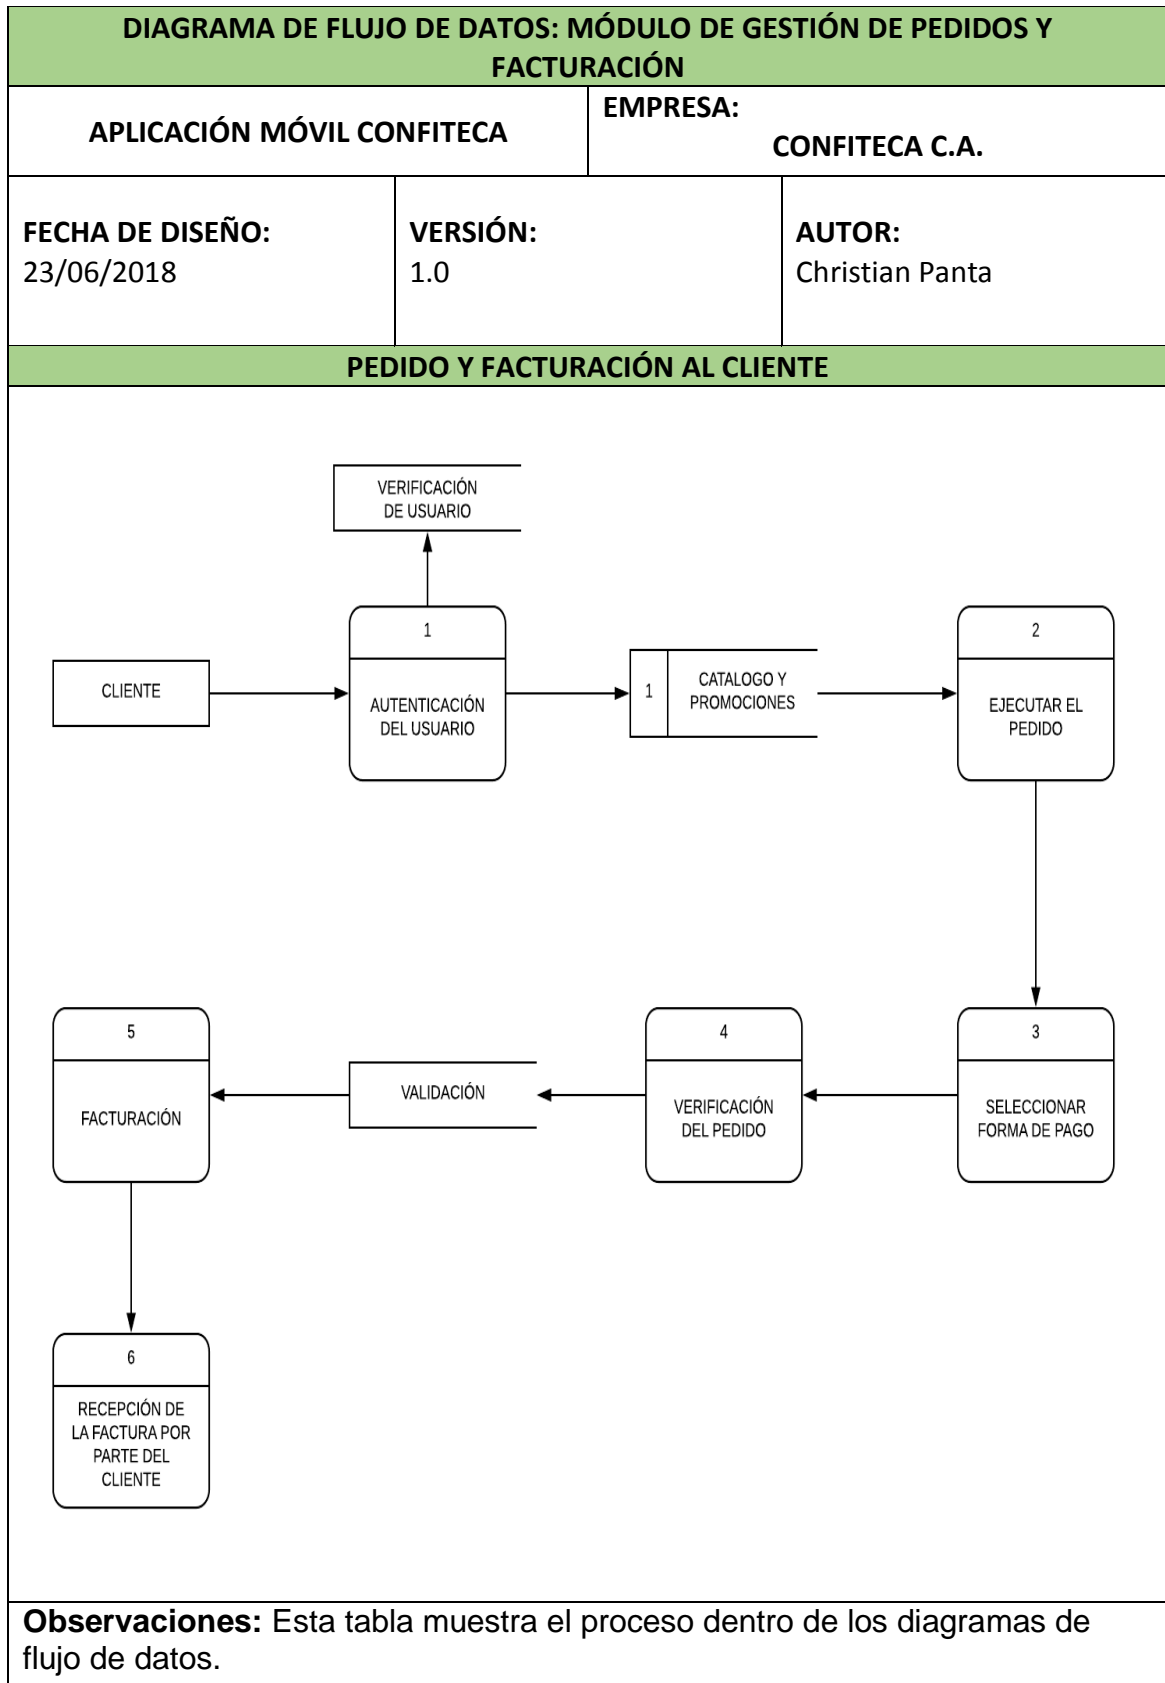 DIAGRAMA DE FLUJO DE DATOS: MÓDULO DE GESTIÓN DE PEDIDOS Y
FACTURACIÓN
APLICACIÓN MÓVIL CONFITECA
EMPRESA:
CONFITECA C.A.
FECHA DE DISEÑO:
23/06/2018
VERSIÓN:
1.0
AUTOR:
Christian Panta
PEDIDO Y FACTURACIÓN AL CLIENTE
VERIFICACIÓN
DE USUARIO
CLIENTE
1
AUTENTICACIÓN
DEL USUARIO
1
CATALOGO Y
PROMOCIONES
2
EJECUTAR EL
PEDIDO
3
SELECCIONAR
FORMA DE PAGO
4
VERIFICACIÓN
DEL PEDIDO
VALIDACIÓN
5
FACTURACIÓN
6
RECEPCIÓN DE
LA FACTURA POR
PARTE DEL
CLIENTE
Observaciones: Esta tabla muestra el proceso dentro de los diagramas de
flujo de datos.